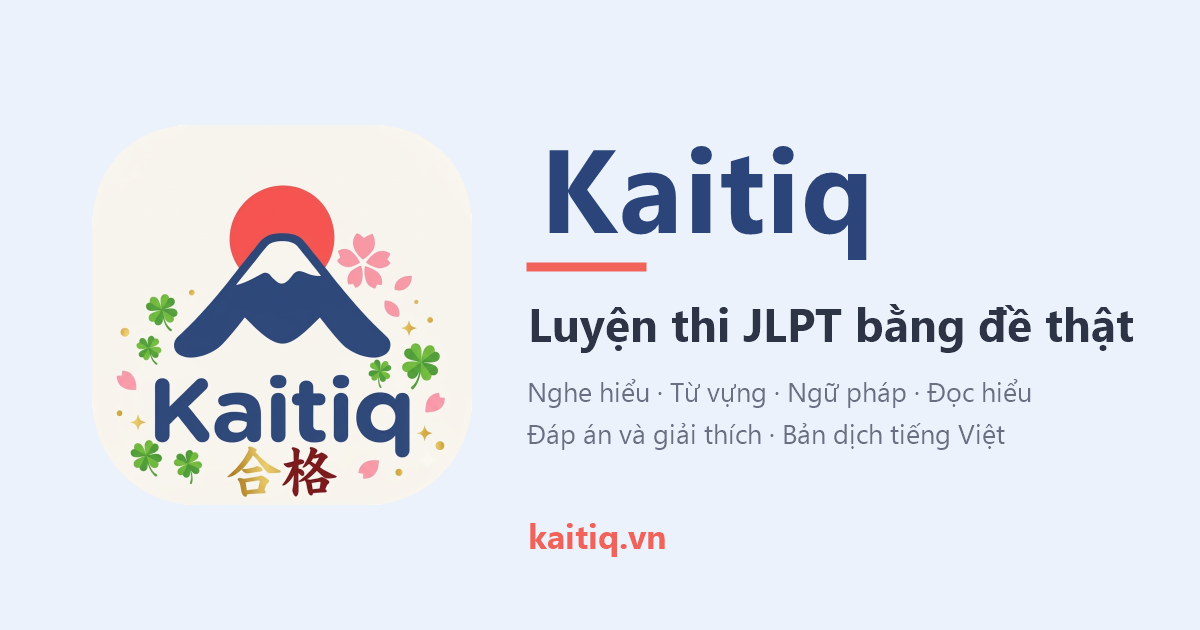 Kaitiq
合格
Kaitiq
Luyện thi JLPT bằng đề thật
Nghe hiểu · Từ vựng · Ngữ pháp · Đọc hiểu
Đáp án và giải thích · Bản dịch tiếng Việt
kaitiq.vn